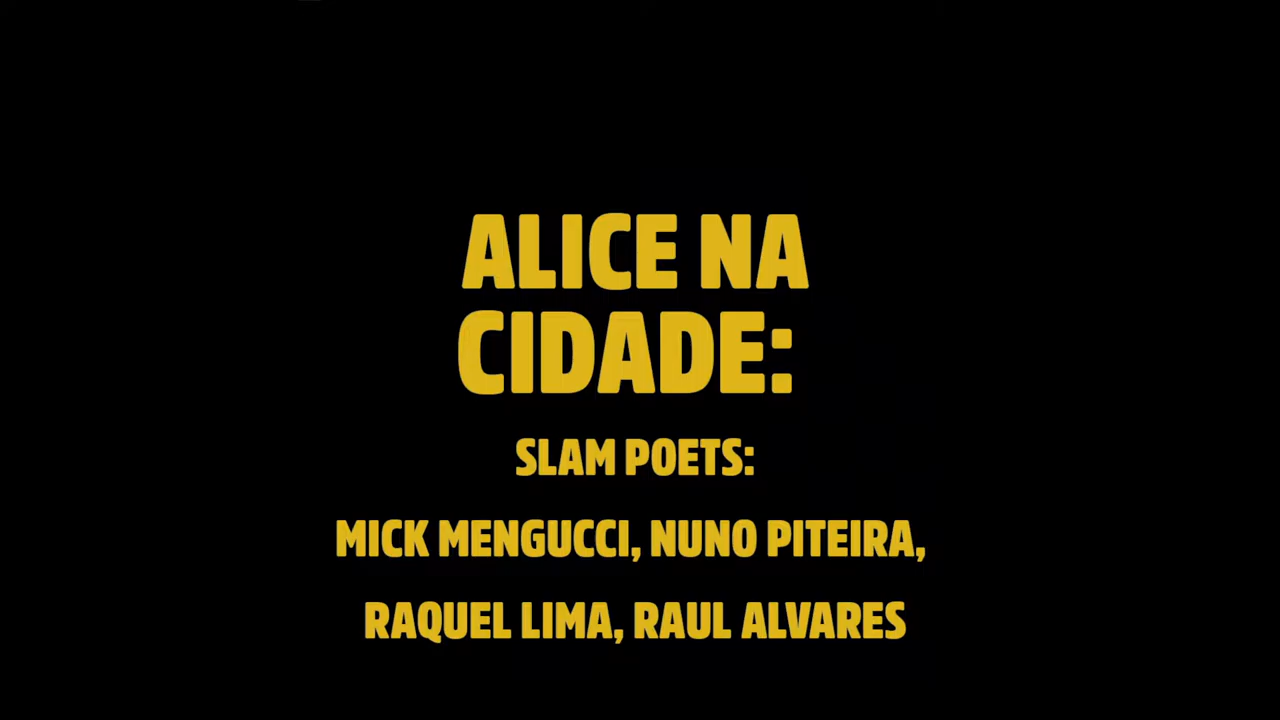 ALICE NA
CIDADE:
SLAM POETS:
MICK MENGUCCI, NUNO PITEIRA,
RAQUEL LIMA, RAUL ALVARES